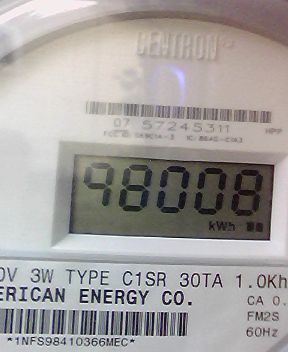 CENTRON
07 57245311
HPP
98008
kWh
0V 3W TYPE C1SR 30TA 1.0Kh
ERICAN ENERGY CO.
CA 0.
FM2S
60Hz
*1NFS98410366MEC*